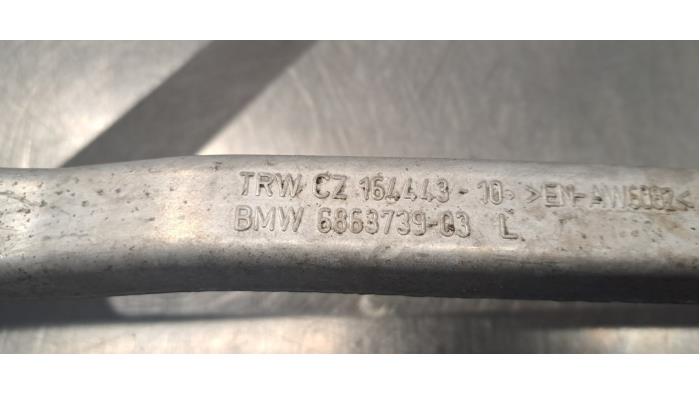 TRW CZ 164443-10 >EN-AW6082<
BMW 6863739-03 L